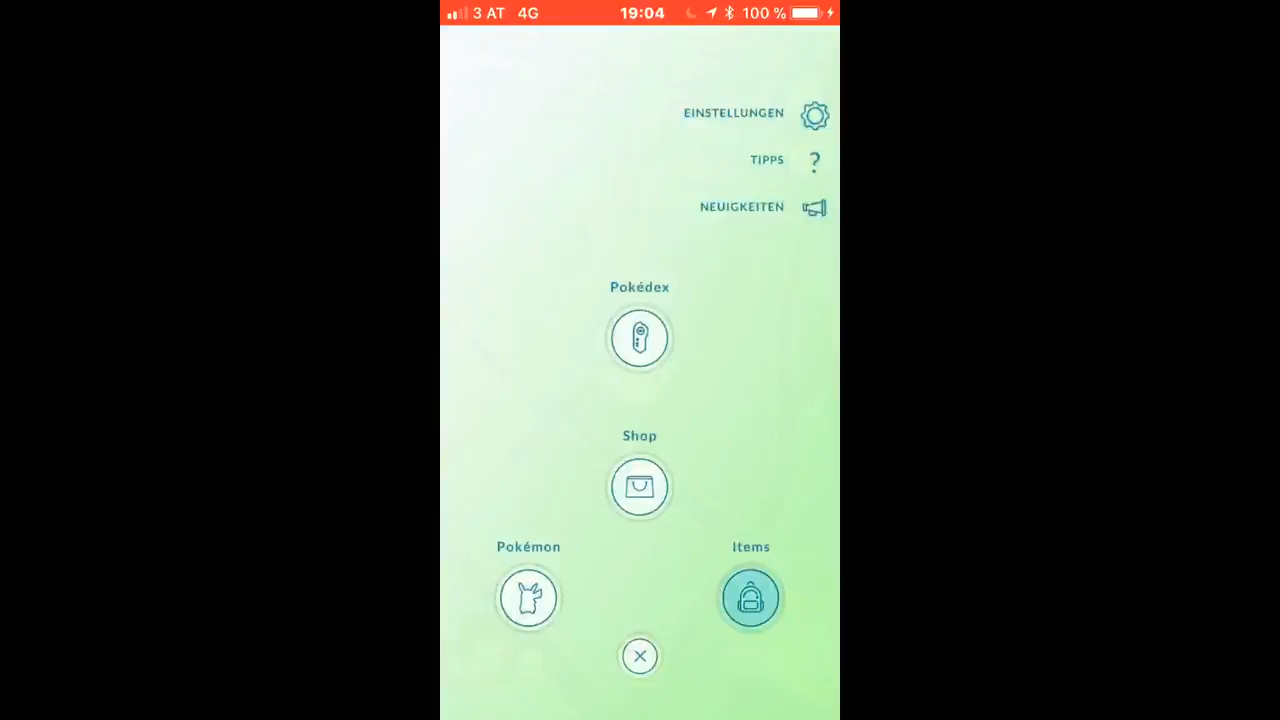 3 AT 4G 19:04 100 %
EINSTELLUNGEN
TIPPS ?
NEUIGKEITEN
Pokédex
Shop
Pokémon Items